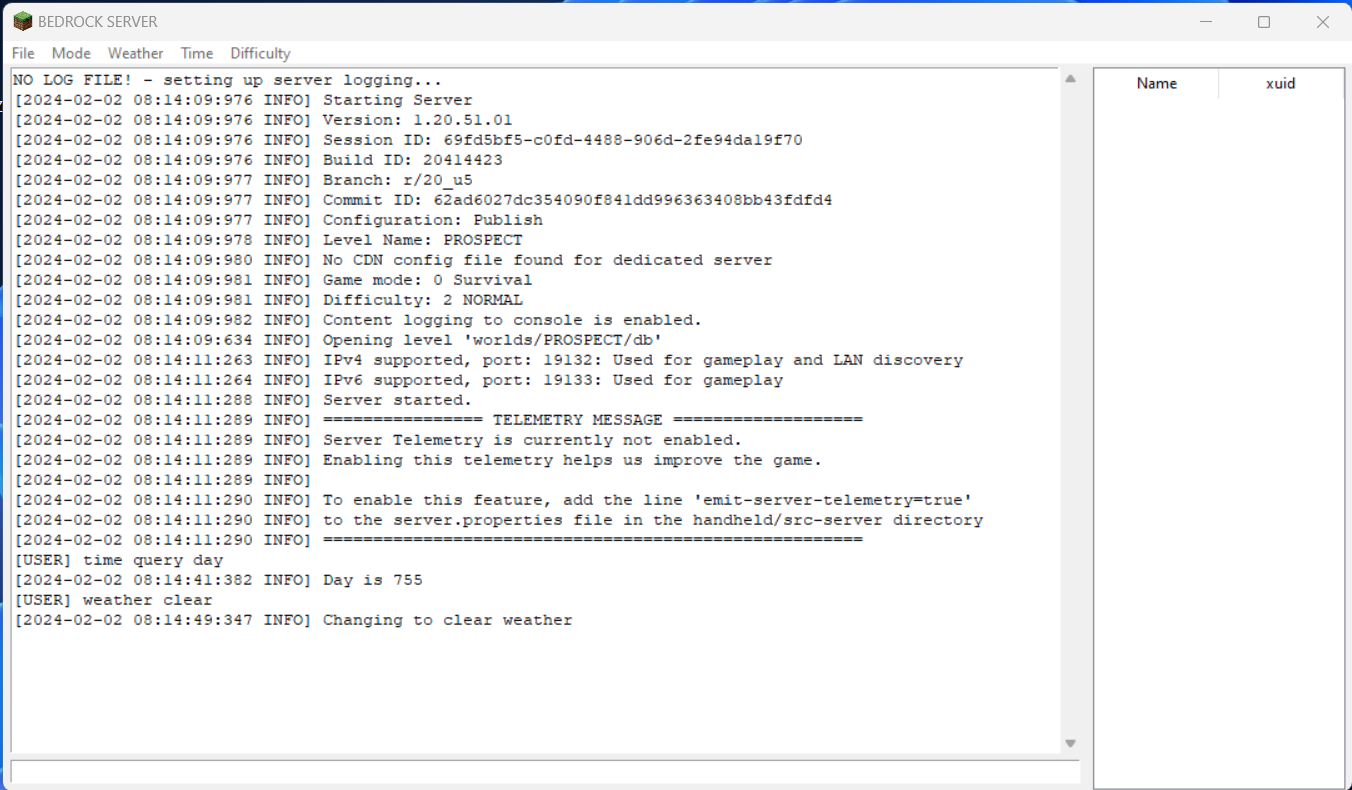 BEDROCK SERVER
File Mode Weather Time Difficulty
NO LOG FILE! - setting up server logging...
[2024-02-02 08:14:09:976 INFO] Starting Server
[2024-02-02 08:14:09:976 INFO] Version: 1.20.51.01
[2024-02-02 08:14:09:976 INFO] Session ID: 69fd5bf5-c0fd-4488-906d-2fe94da19f70
[2024-02-02 08:14:09:976 INFO] Build ID: 20414423
[2024-02-02 08:14:09:977 INFO] Branch: r/20_u5
[2024-02-02 08:14:09:977 INFO] Commit ID: 62ad6027dc354090f841dd996363408bb43fdfd4
[2024-02-02 08:14:09:977 INFO] Configuration: Publish
[2024-02-02 08:14:09:978 INFO] Level Name: PROSPECT
[2024-02-02 08:14:09:980 INFO] No CDN config file found for dedicated server
[2024-02-02 08:14:09:981 INFO] Game mode: 0 Survival
[2024-02-02 08:14:09:981 INFO] Difficulty: 2 NORMAL
[2024-02-02 08:14:09:982 INFO] Content logging to console is enabled.
[2024-02-02 08:14:09:634 INFO] Opening level 'worlds/PROSPECT/db'
[2024-02-02 08:14:11:263 INFO] IPv4 supported, port: 19132: Used for gameplay and LAN discovery
[2024-02-02 08:14:11:264 INFO] IPv6 supported, port: 19133: Used for gameplay
[2024-02-02 08:14:11:288 INFO] Server started.
[2024-02-02 08:14:11:289 INFO] ================ TELEMETRY MESSAGE ===================
[2024-02-02 08:14:11:289 INFO] Server Telemetry is currently not enabled.
[2024-02-02 08:14:11:289 INFO] Enabling this telemetry helps us improve the game.
[2024-02-02 08:14:11:289 INFO]
[2024-02-02 08:14:11:290 INFO] To enable this feature, add the line 'emit-server-telemetry=true'
[2024-02-02 08:14:11:290 INFO] to the server.properties file in the handheld/src-server directory
[2024-02-02 08:14:11:290 INFO] ======================================================
[USER] time query day
[2024-02-02 08:14:41:382 INFO] Day is 755
[USER] weather clear
[2024-02-02 08:14:49:347 INFO] Changing to clear weather
Name xuid